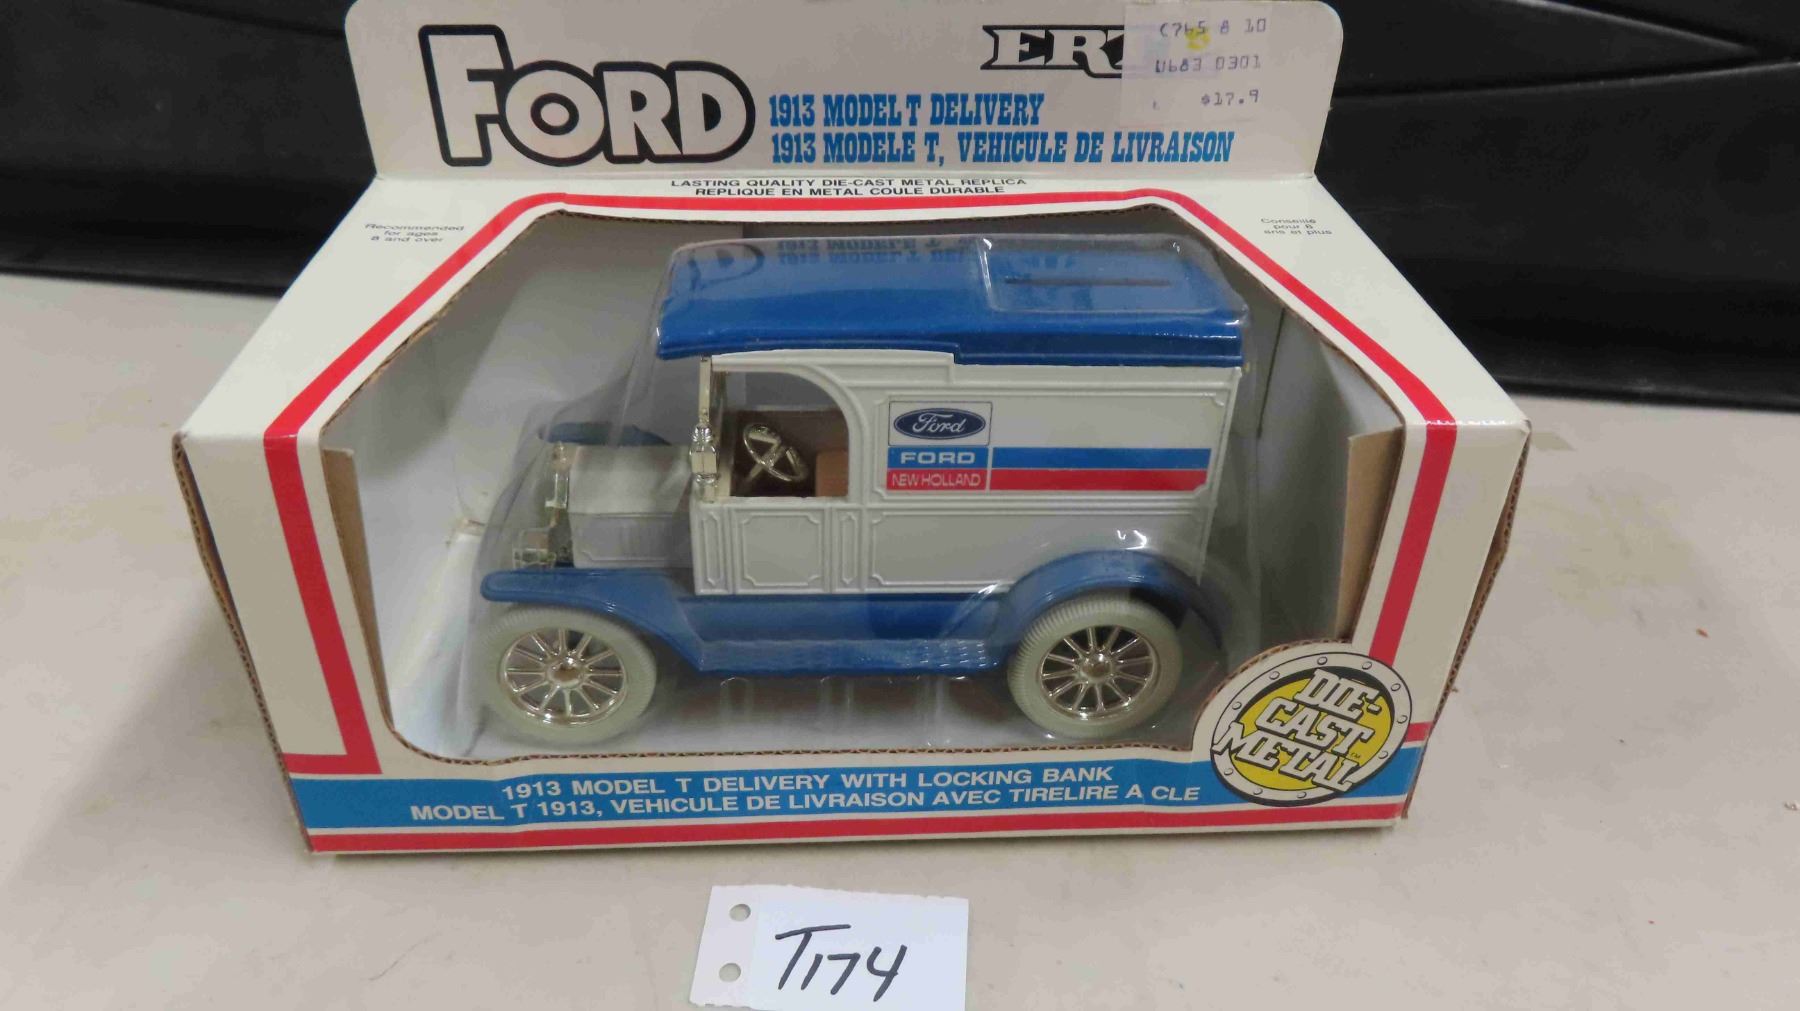 FORD
C765 8 10
0683 0301
$17.9
1913 MODEL T DELIVERY
1913 MODELE T, VEHICULE DE LIVRAISON
LASTING QUALITY DIE-CAST METAL REPLICA
REPLIQUE EN METAL COULE DURABLE
Recommended
for ages
8 and over
Conseille
pour 8
ans et plus
Ford
FORD
NEW HOLLAND
DIE-
CAST
METAL
1913 MODEL T DELIVERY WITH LOCKING BANK
MODEL T 1913, VEHICULE DE LIVRAISON AVEC TIRELIRE A CLE
T174